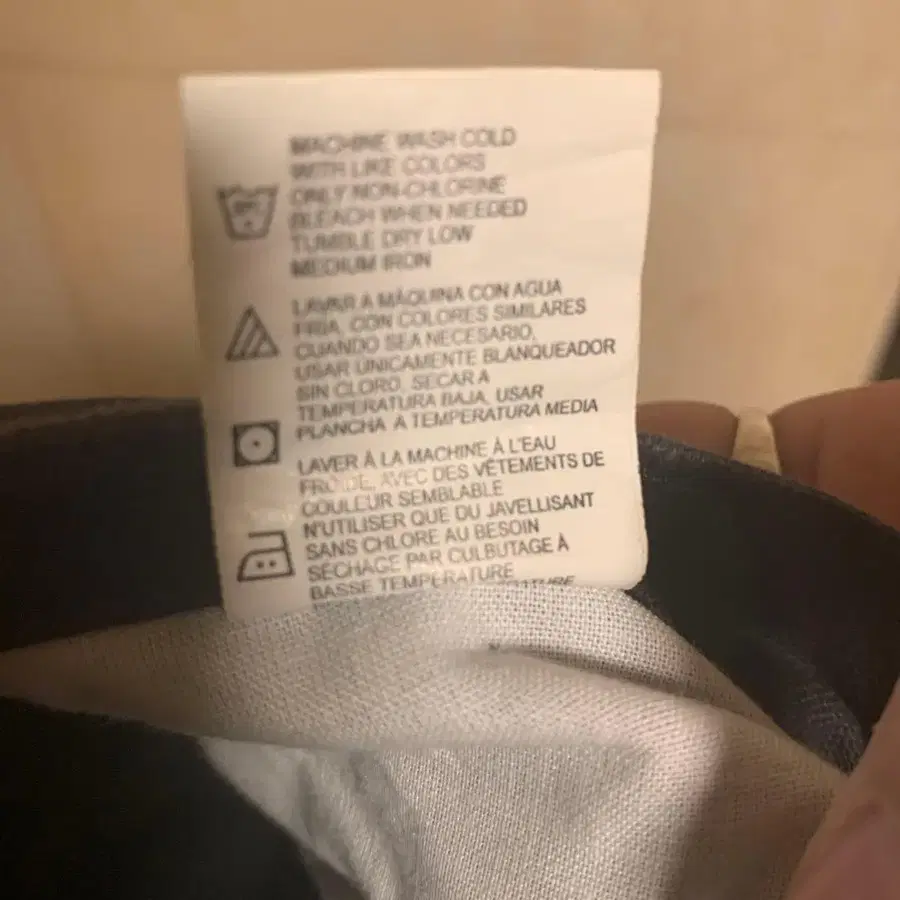 MACHINE WASH COLD
WITH LIKE COLORS
ONLY NON-CHLORINE
BLEACH WHEN NEEDED
TUMBLE DRY LOW
MEDIUM IRON
LAVAR A MÁQUINA CON AGUA
FRIA, CON COLORES SIMILARES
CUANDO SEA NECESARIO,
USAR ÚNICAMENTE BLANQUEADOR
SIN CLORO. SECAR A
TEMPERATURA BAJA, USAR
PLANCHA A TEMPERATURA MEDIA
LAVER À LA MACHINE À L'EAU
FROIDE, AVEC DES VÊTEMENTS DE
COULEUR SEMBLABLE
N'UTILISER QUE DU JAVELLISANT
SANS CHLORE AU BESOIN
SÉCHAGE PAR CULBUTAGE À
BASSE TEMPÉRATURE